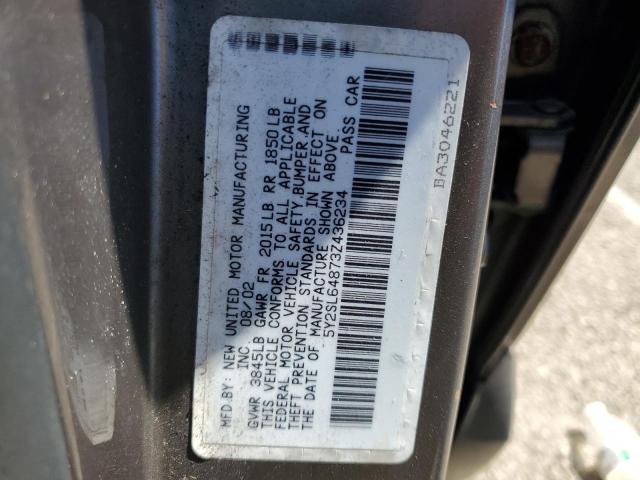 MFD.BY: NEW UNITED MOTOR MANUFACTURING
INC 08/02
GVWR 3845LB GAWR FR 2015LB RR 1850LB
THIS VEHICLE CONFORMS TO ALL APPLICABLE
FEDERAL MOTOR VEHICLE SAFETY,BUMPER,AND
THEFT PREVENTION STANDARDS IN EFFECT ON
THE DATE OF MANUFACTURE SHOWN ABOVE.
5Y2SL64873Z436234 PASS CAR
BA3046221